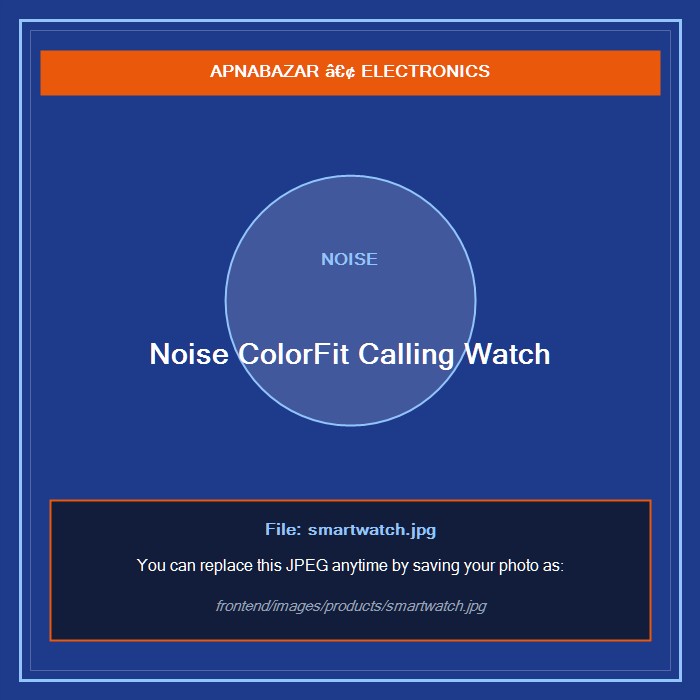 APNABAZAR â€¢ ELECTRONICS
NOISE
Noise ColorFit Calling Watch
File: smartwatch.jpg
You can replace this JPEG anytime by saving your photo as:
frontend/images/products/smartwatch.jpg